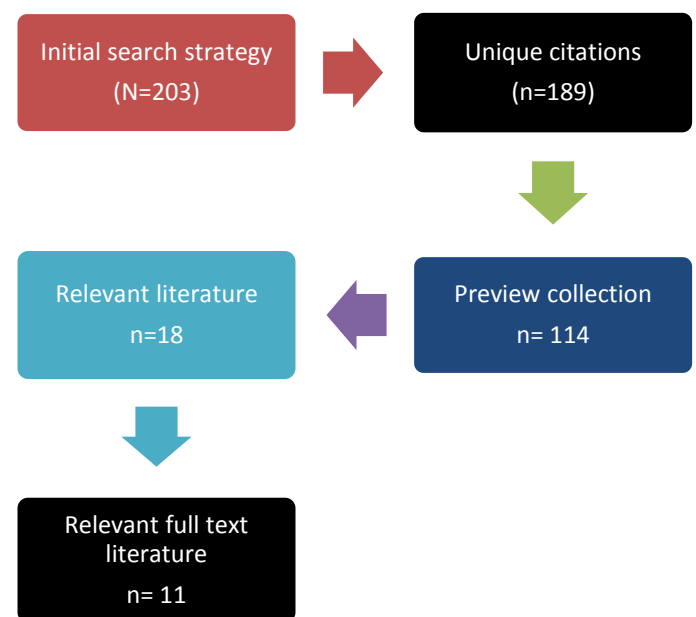 Initial search strategy
(N=203)
Unique citations
(n=189)
Preview collection
n= 114
Relevant literature
n=18
Relevant full text
literature
n= 11